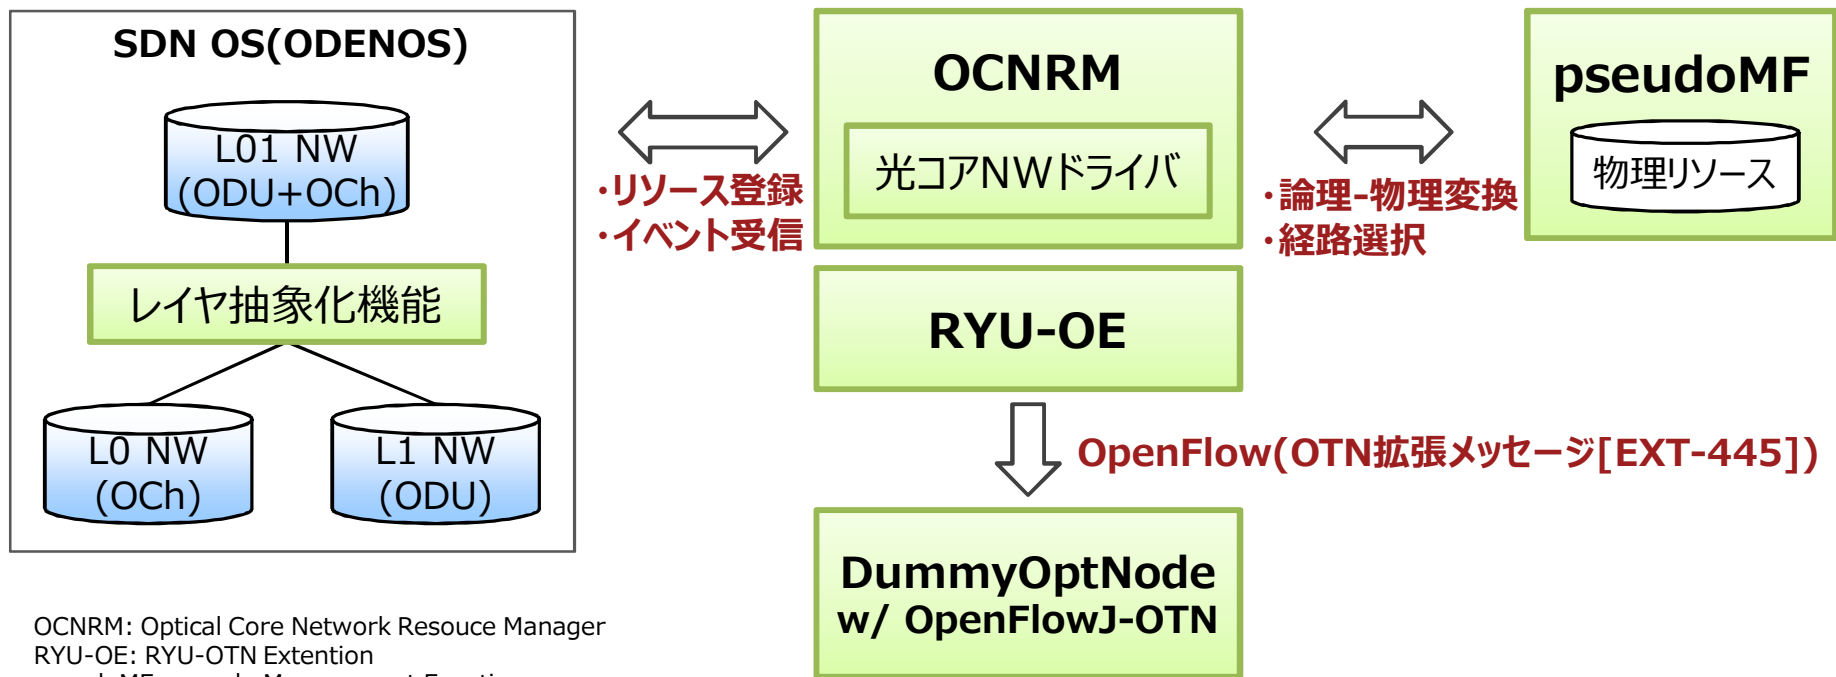 SDN OS(ODENOS)
L01 NW
(ODU+OCh)
レイヤ抽象化機能
L0 NW
(OCh)
L1 NW
(ODU)
・リソース登録
・イベント受信
OCNRM
光コアNWドライバ
・論理-物理変換
・経路選択
pseudoMF
物理リソース
RYU-OE
OpenFlow(OTN拡張メッセージ[EXT-445])
DummyOptNode
w/ OpenFlowJ-OTN
OCNRM: Optical Core Network Resouce Manager
RYU-OE: RYU-OTN Extention